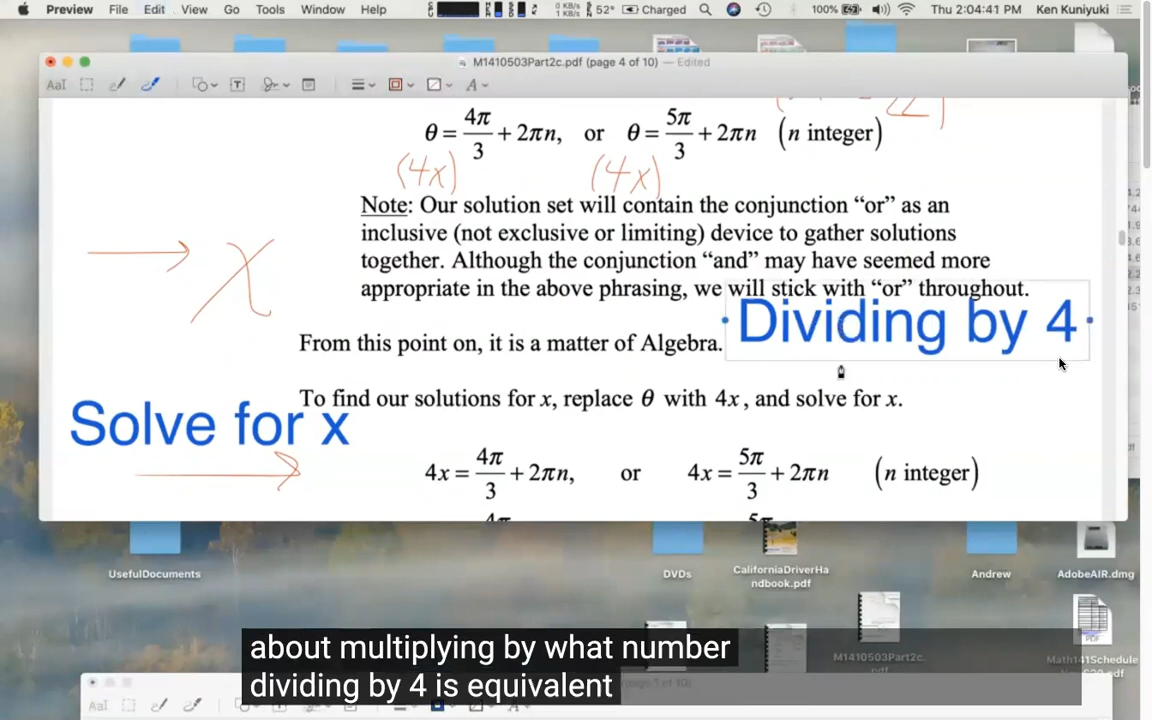 Preview File Edit View Go Tools Window Help 52° Charged 100% Thu 2:04:41 PM Ken Kuniyuki
M1410503Part2c.pdf (page 4 of 10) — Edited
θ = 4π/3 + 2πn, or θ = 5π/3 + 2πn (n integer)
(4x) (4x)
Note: Our solution set will contain the conjunction “or” as an
inclusive (not exclusive or limiting) device to gather solutions
together. Although the conjunction “and” may have seemed more
appropriate in the above phrasing, we will stick with “or” throughout.
x
Dividing by 4
From this point on, it is a matter of Algebra.
To find our solutions for x, replace θ with 4x, and solve for x.
Solve for x
4x = 4π/3 + 2πn, or 4x = 5π/3 + 2πn (n integer)
UsefulDocuments DVDs CaliforniaDriverHa
ndbook.pdf Andrew AdobeAIR.dmg
about multiplying by what number
dividing by 4 is equivalent
M1410503Part2c.
pdf